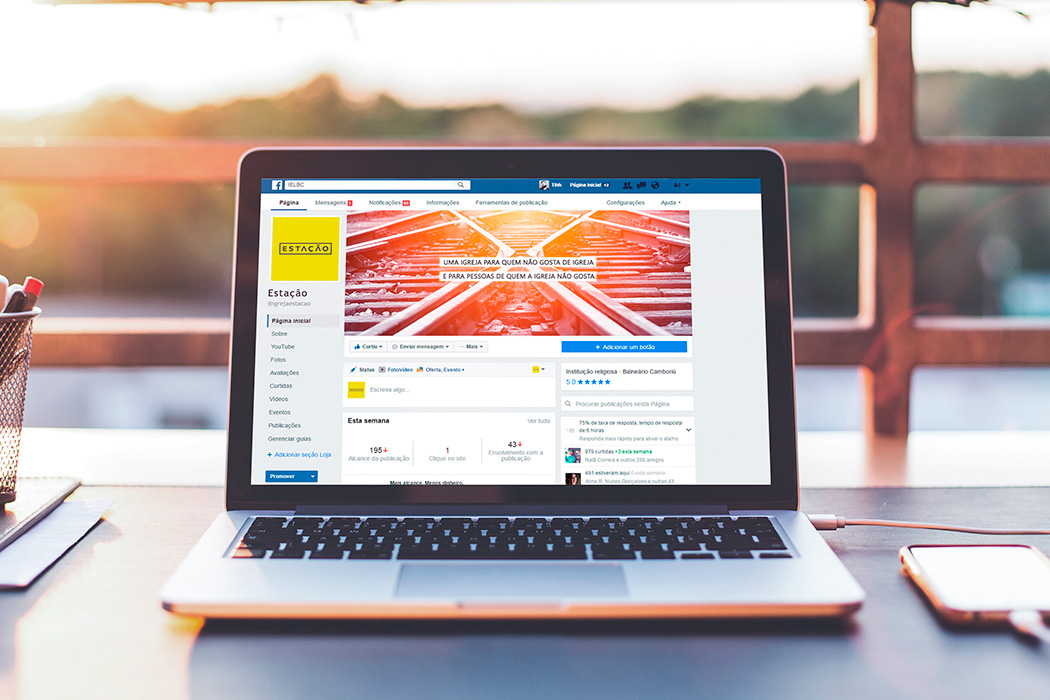 IELBC
Página inicial 12
Página
Mensagens
Notificações
Informações
Ferramentas de publicação
Configurações
Ajuda
ESTAÇÃO
UMA IGREJA PARA QUEM NÃO GOSTA DE IGREJA
E PARA PESSOAS DE QUEM A IGREJA NÃO GOSTA.
Estação
@igrejaestacao
Página inicial
Sobre
YouTube
Fotos
Avaliações
Curtidas
Vídeos
Eventos
Publicações
Gerenciar guias
+ Adicionar seção Loja
Promover
Curtiu
Enviar mensagem
Mais
+ Adicionar um botão
Status
Foto/vídeo
Oferta, Evento +
Escreva algo...
Esta semana
Ver tudo
195
Alcance da publicação
1
Clique no site
43
Envolvimento com a
publicação
Mais alcance. Menos dinheiro.
Instituição religiosa · Balneário Camboriú
5.0 ★★★★★
Procurar publicações nesta Página
75% de taxa de resposta, tempo de resposta
de 6 horas
Responda mais rápido para ativar o atalho
979 curtidas +3 esta semana
Isaiã Correia e outros 260 amigos
491 estiveram aqui 0 esta semana
Aline R. Nunes Gonçalves e outras 43